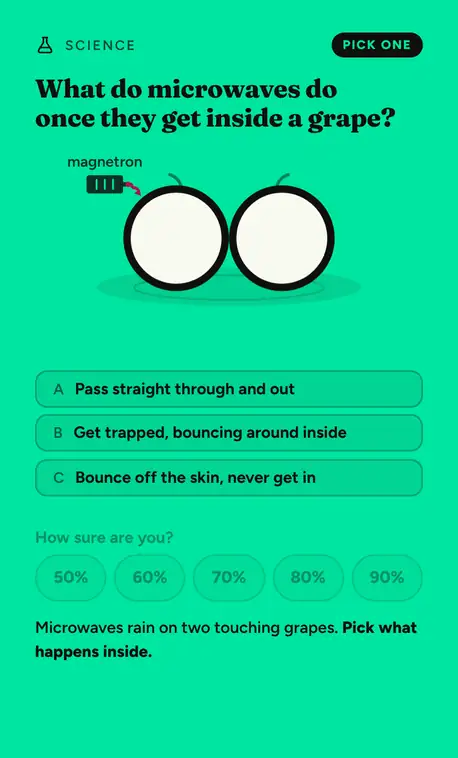 SCIENCE
PICK ONE
What do microwaves do
once they get inside a grape?
magnetron
A Pass straight through and out
B Get trapped, bouncing around inside
C Bounce off the skin, never get in
How sure are you?
50% 60% 70% 80% 90%
Microwaves rain on two touching grapes. Pick what
happens inside.